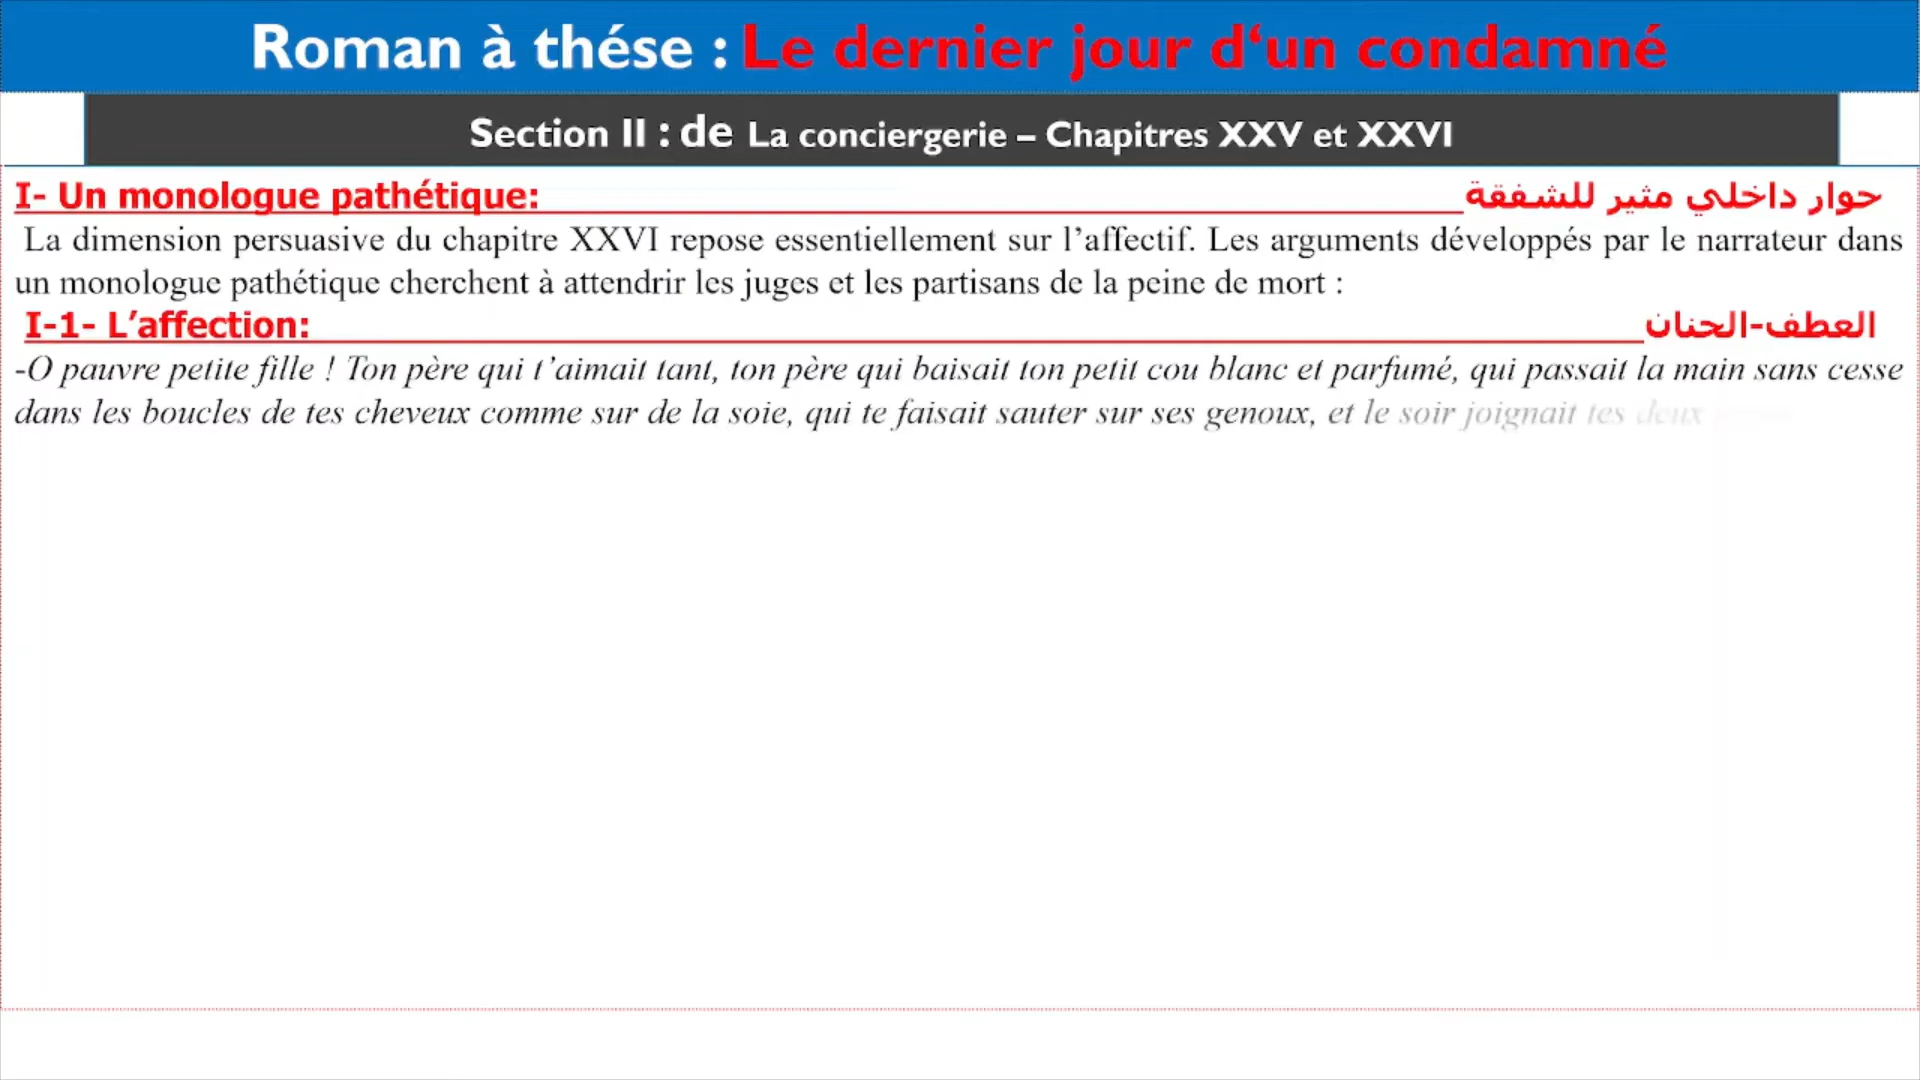 Roman à thése : Le dernier jour d‘un condamné
Section II : de La conciergerie – Chapitres XXV et XXVI
I- Un monologue pathétique: حوار داخلي مثير للشفقة
La dimension persuasive du chapitre XXVI repose essentiellement sur l’affectif. Les arguments développés par le narrateur dans
un monologue pathétique cherchent à attendrir les juges et les partisans de la peine de mort :
I-1- L’affection: العطف-الحنان
-O pauvre petite fille ! Ton père qui t’aimait tant, ton père qui baisait ton petit cou blanc et parfumé, qui passait la main sans cesse
dans les boucles de tes cheveux comme sur de la soie, qui te faisait sauter sur ses genoux, et le soir joignait tes deux